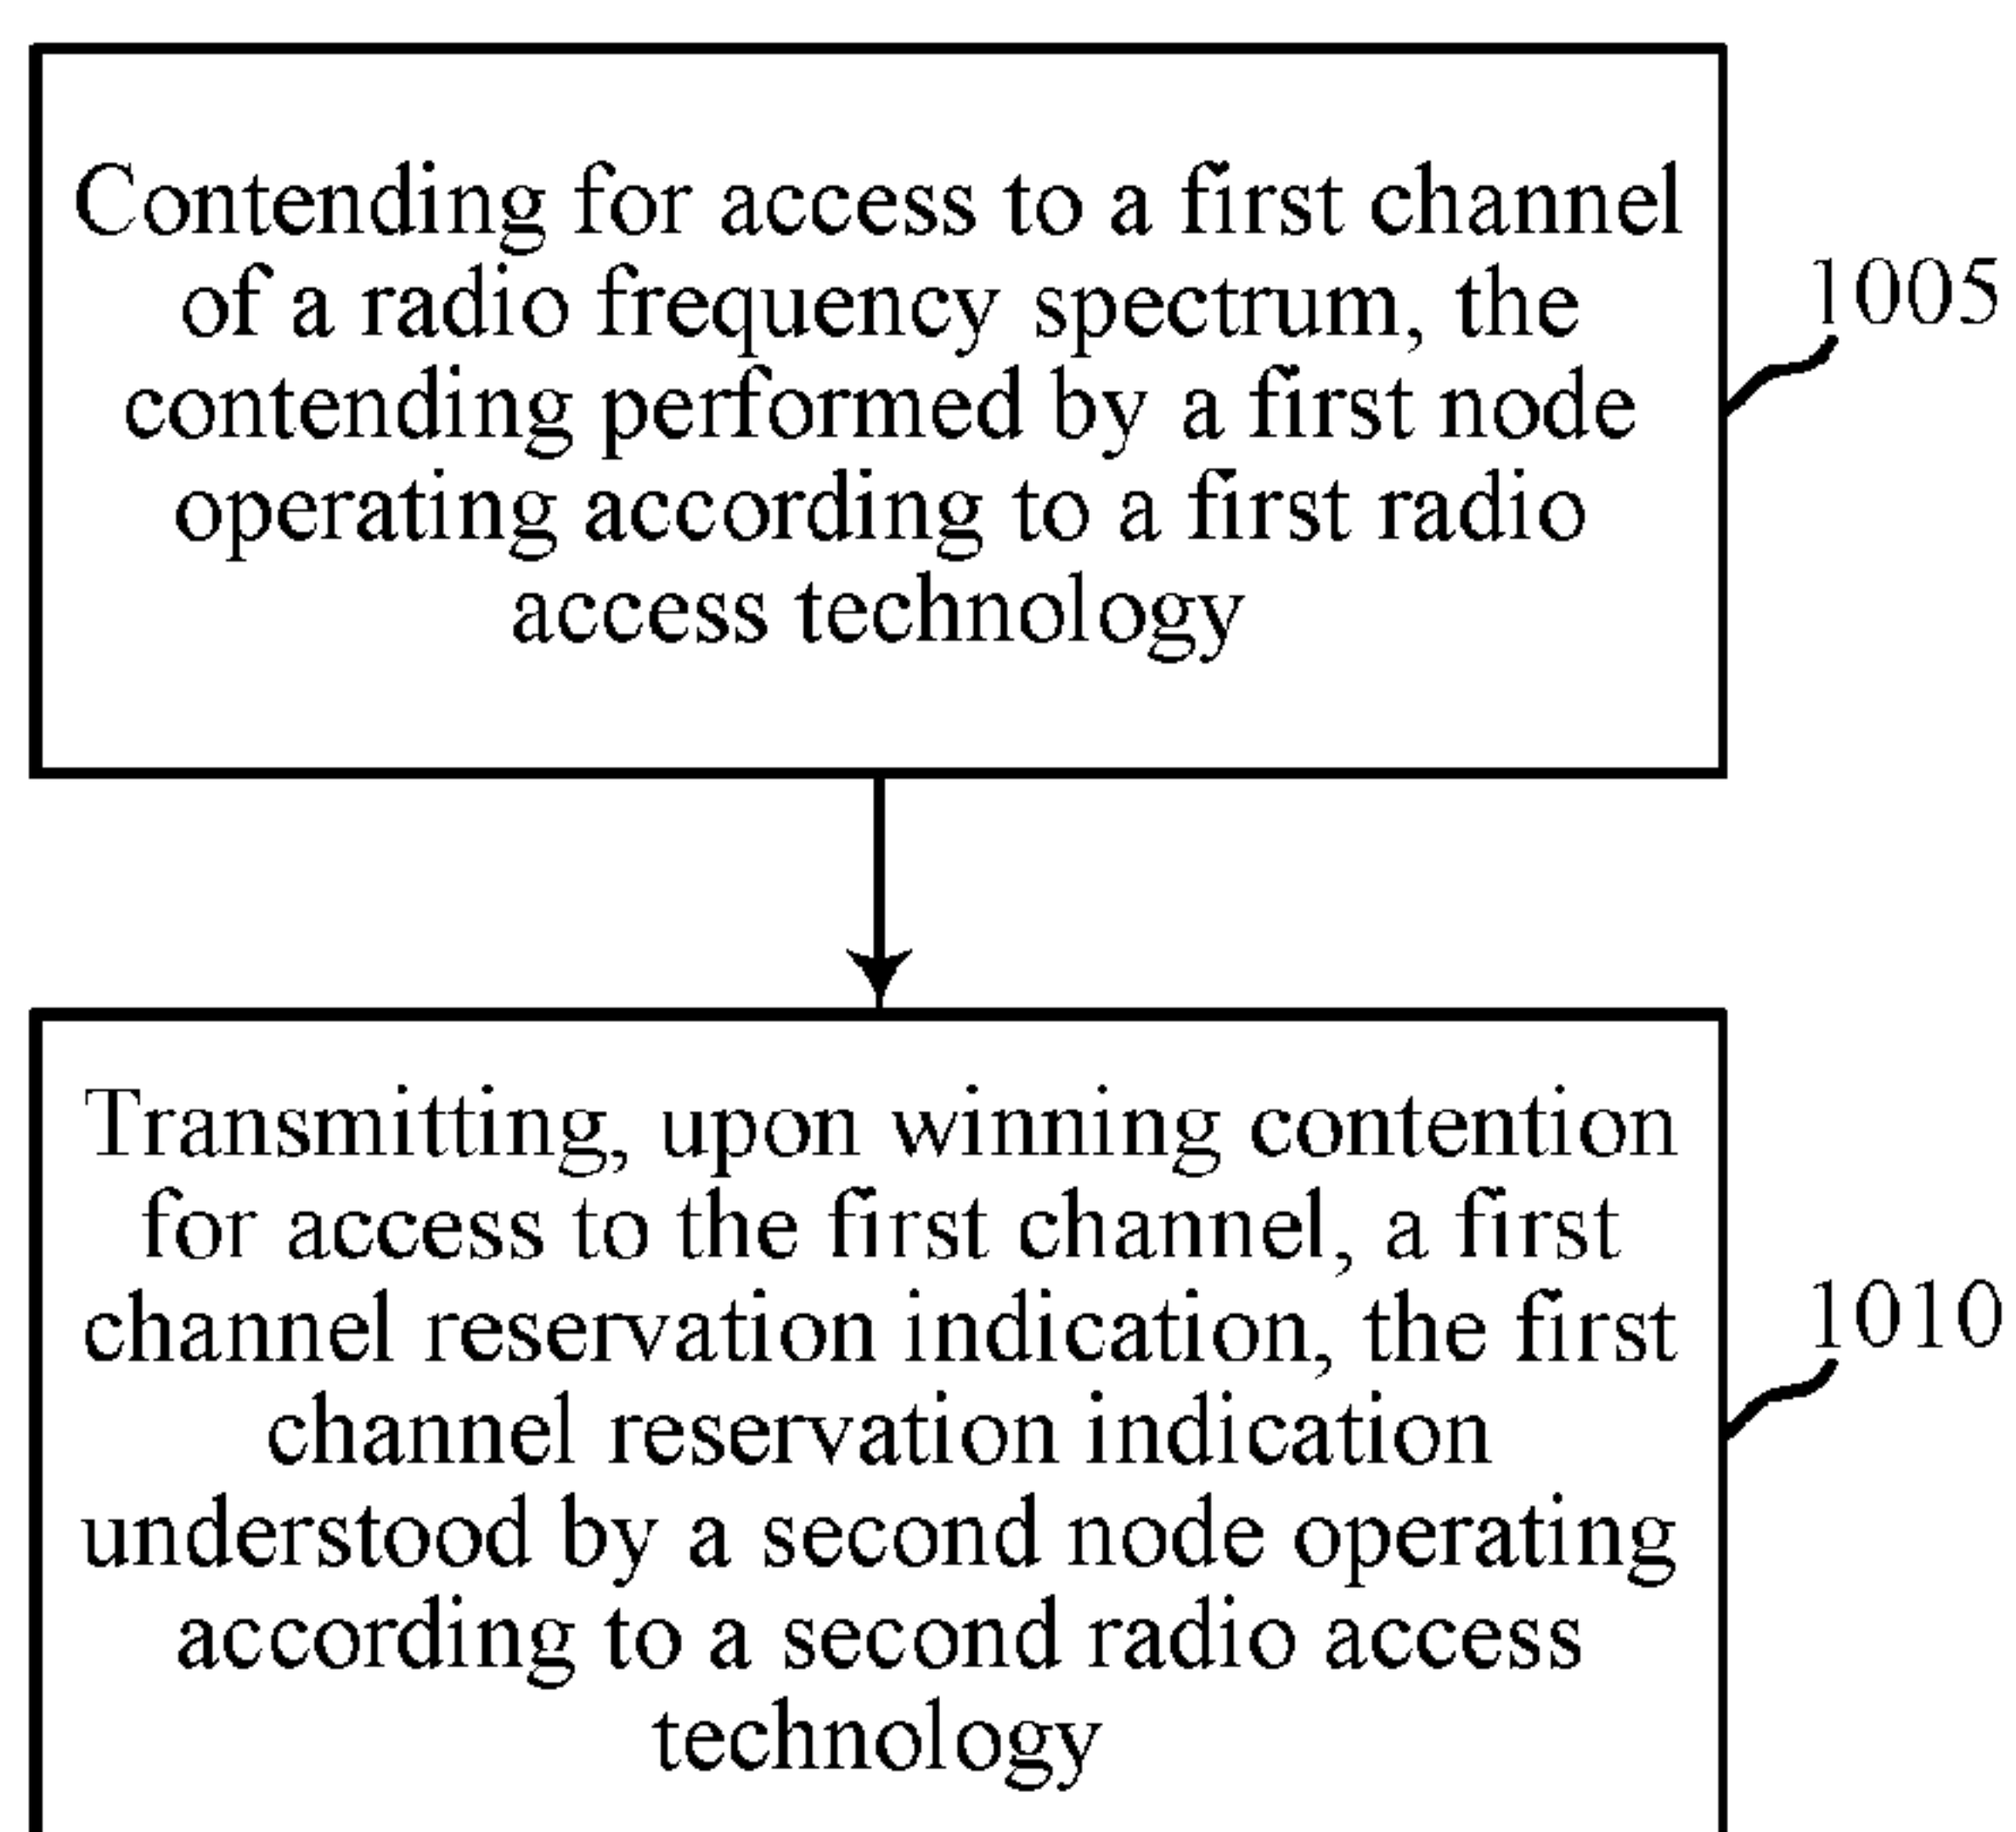 Contending for access to a first channel
of a radio frequency spectrum, the
contending performed by a first node
operating according to a first radio
access technology
1005
Transmitting, upon winning contention
for access to the first channel, a first
channel reservation indication, the first
channel reservation indication
understood by a second node operating
according to a second radio access
technology
1010